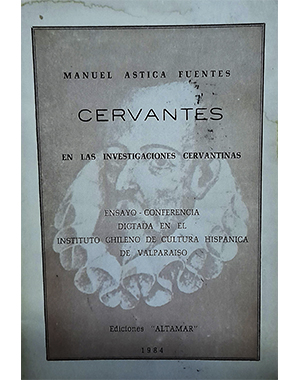 MANUEL ASTICA FUENTES
CERVANTES
EN LAS INVESTIGACIONES CERVANTINAS
ENSAYO - CONFERENCIA
DIGTADA EN EL
INSTITUTO CHILENO DE CULTURA HISPANICA
DE VALPARAISO
Ediciones "ALTAMAR"
1984